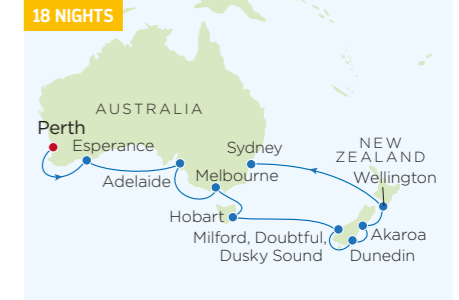 18 NIGHTS
AUSTRALIA
Perth
Esperance
Sydney
NEW
ZEALAND
Adelaide
Melbourne
Wellington
Hobart
Milford, Doubtful,
Dusky Sound
Akaroa
Dunedin